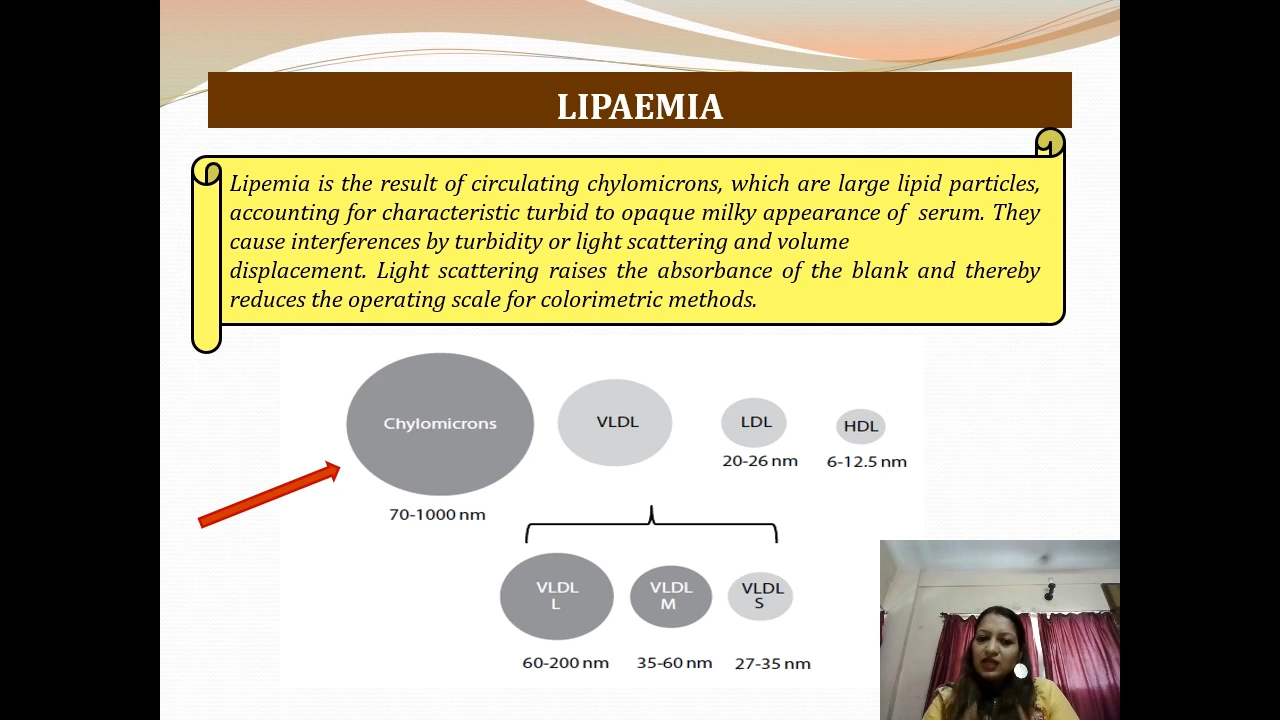 LIPAEMIA
Lipemia is the result of circulating chylomicrons, which are large lipid particles,
accounting for characteristic turbid to opaque milky appearance of serum. They
cause interferences by turbidity or light scattering and volume
displacement. Light scattering raises the absorbance of the blank and thereby
reduces the operating scale for colorimetric methods.
Chylomicrons
70-1000 nm
VLDL
LDL
20-26 nm
HDL
6-12.5 nm
VLDL
L
60-200 nm
VLDL
M
35-60 nm
VLDL
S
27-35 nm